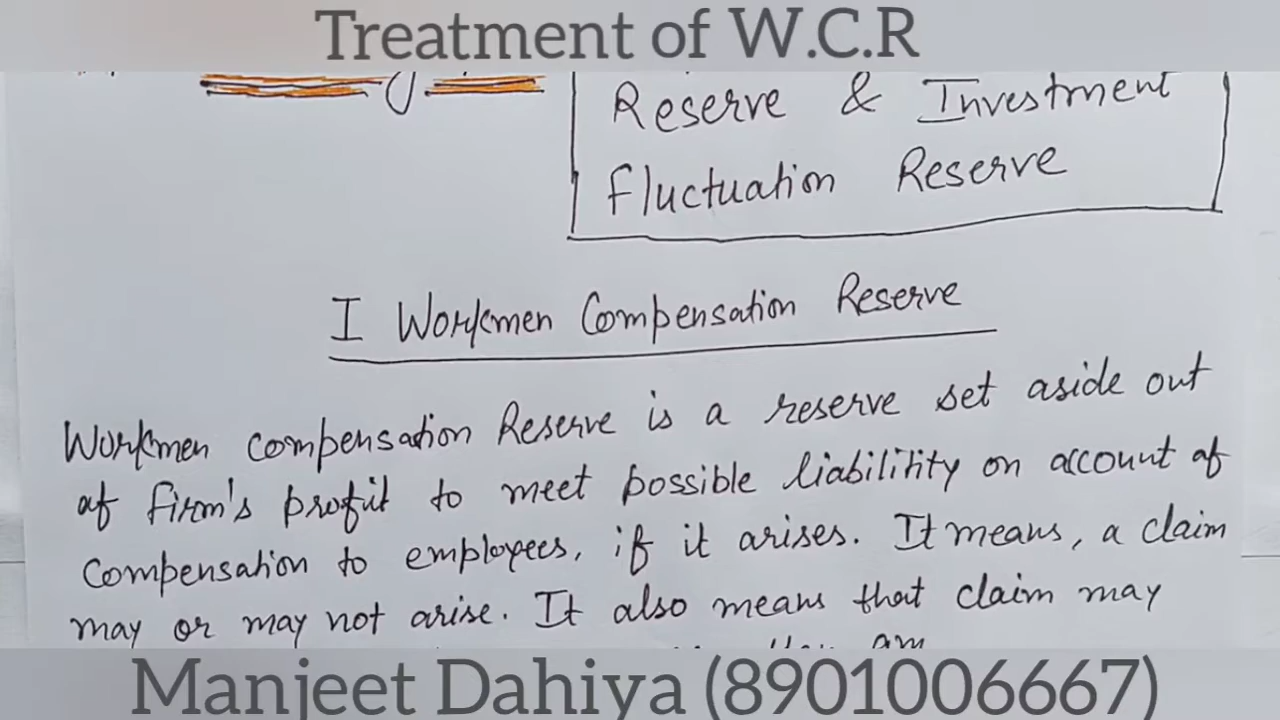 Treatment of W.C.R
Reserve & Investment
Fluctuation Reserve
I Workmen Compensation Reserve
Workmen compensation Reserve is a reserve set aside out
of firm's profit to meet possible liability on account of
compensation to employees, if it arises. It means, a claim
may or may not arise. It also means that claim may
Manjeet Dahiya (8901006667)